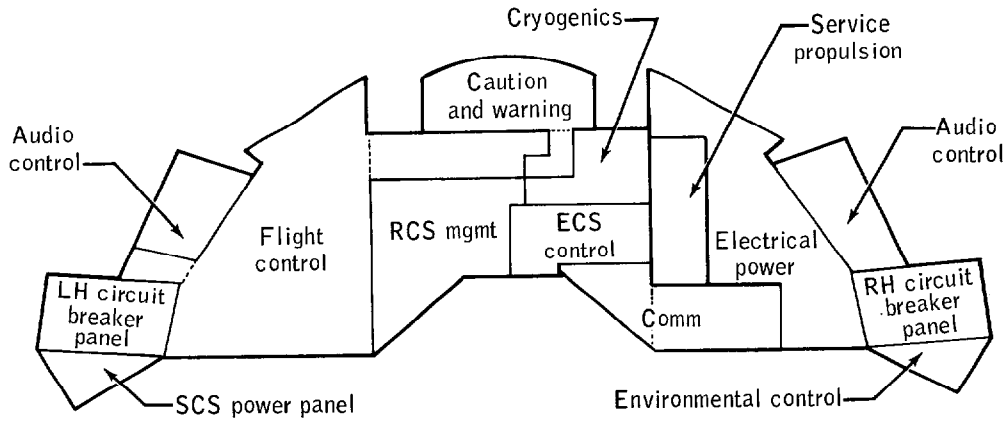 Cryogenics
Service
propulsion
Caution
and warning
Audio
control
Audio
control
Flight
control
RCS mgmt
ECS
control
Electrical
power
LH circuit
breaker
panel
RH circuit
breaker
panel
Comm
SCS power panel
Environmental control